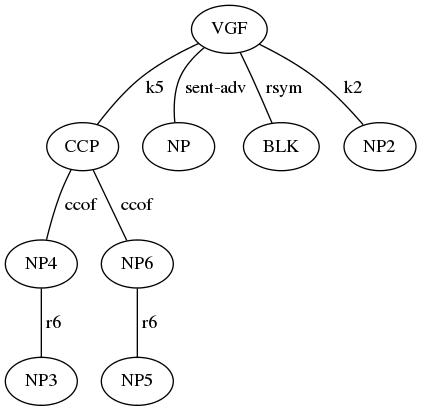 VGF
k5 sent-adv rsym k2
CCP NP BLK NP2
ccof ccof
NP4 NP6
r6 r6
NP3 NP5